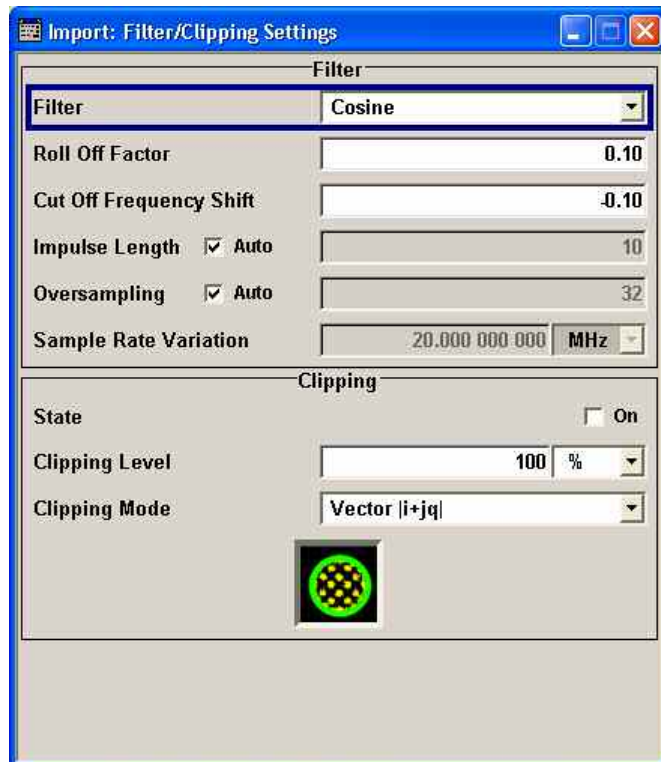 Import: Filter/Clipping Settings
Filter
Filter Cosine
Roll Off Factor 0.10
Cut Off Frequency Shift -0.10
Impulse Length Auto 10
Oversampling Auto 32
Sample Rate Variation 20.000 000 000 MHz
Clipping
State On
Clipping Level 100 %
Clipping Mode Vector |i+jq|